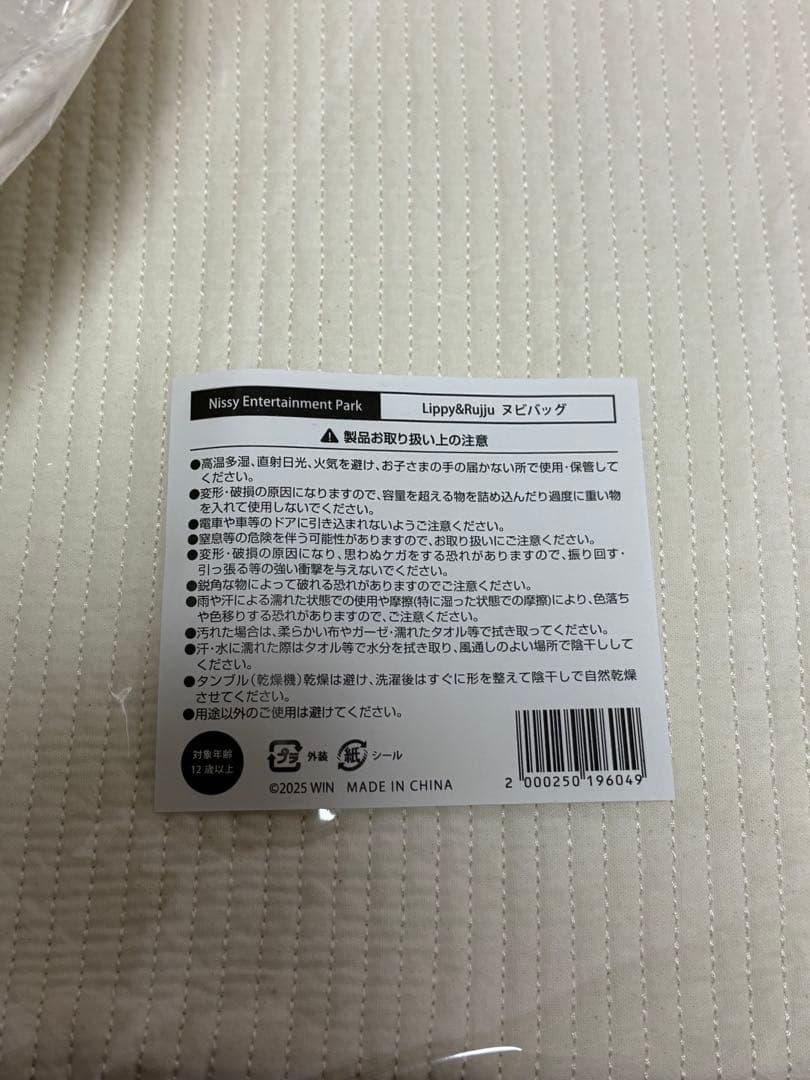 Nissy Entertainment Park
Lippy&Rujju ヌビバッグ
製品お取り扱い上の注意
●高温多湿、直射日光、火気を避け、お子さまの手の届かない所で使用・保管して
ください。
●変形・破損の原因になりますので、容量を超える物を詰め込んだり過度に重い物
を入れて使用しないでください。
●電車や車等のドアに引き込まれないようご注意ください。
●窒息等の危険を伴う可能性がありますので、お取り扱いにご注意ください。
●変形・破損の原因になり、思わぬケガをする恐れがありますので、振り回す・
引っ張る等の強い衝撃を与えないでください。
●鋭角な物によって破れる恐れがありますのでご注意ください。
●雨や汗による濡れた状態での使用や摩擦(特に湿った状態での摩擦)により、色落ち
や色移りする恐れがありますので、ご注意ください。
●汚れた場合は、柔らかい布やガーゼ・濡れたタオル等で拭き取ってください。
●汗・水に濡れた際はタオル等で水分を拭き取り、風通しのよい場所で陰干しして
ください。
●タンブル(乾燥機)乾燥は避け、洗濯後はすぐに形を整えて陰干しで自然乾燥
させてください。
●用途以外のご使用は避けてください。
対象年齢
12歳以上
プラ 外装 紙 シール
©2025 WIN MADE IN CHINA
2 000250 196049